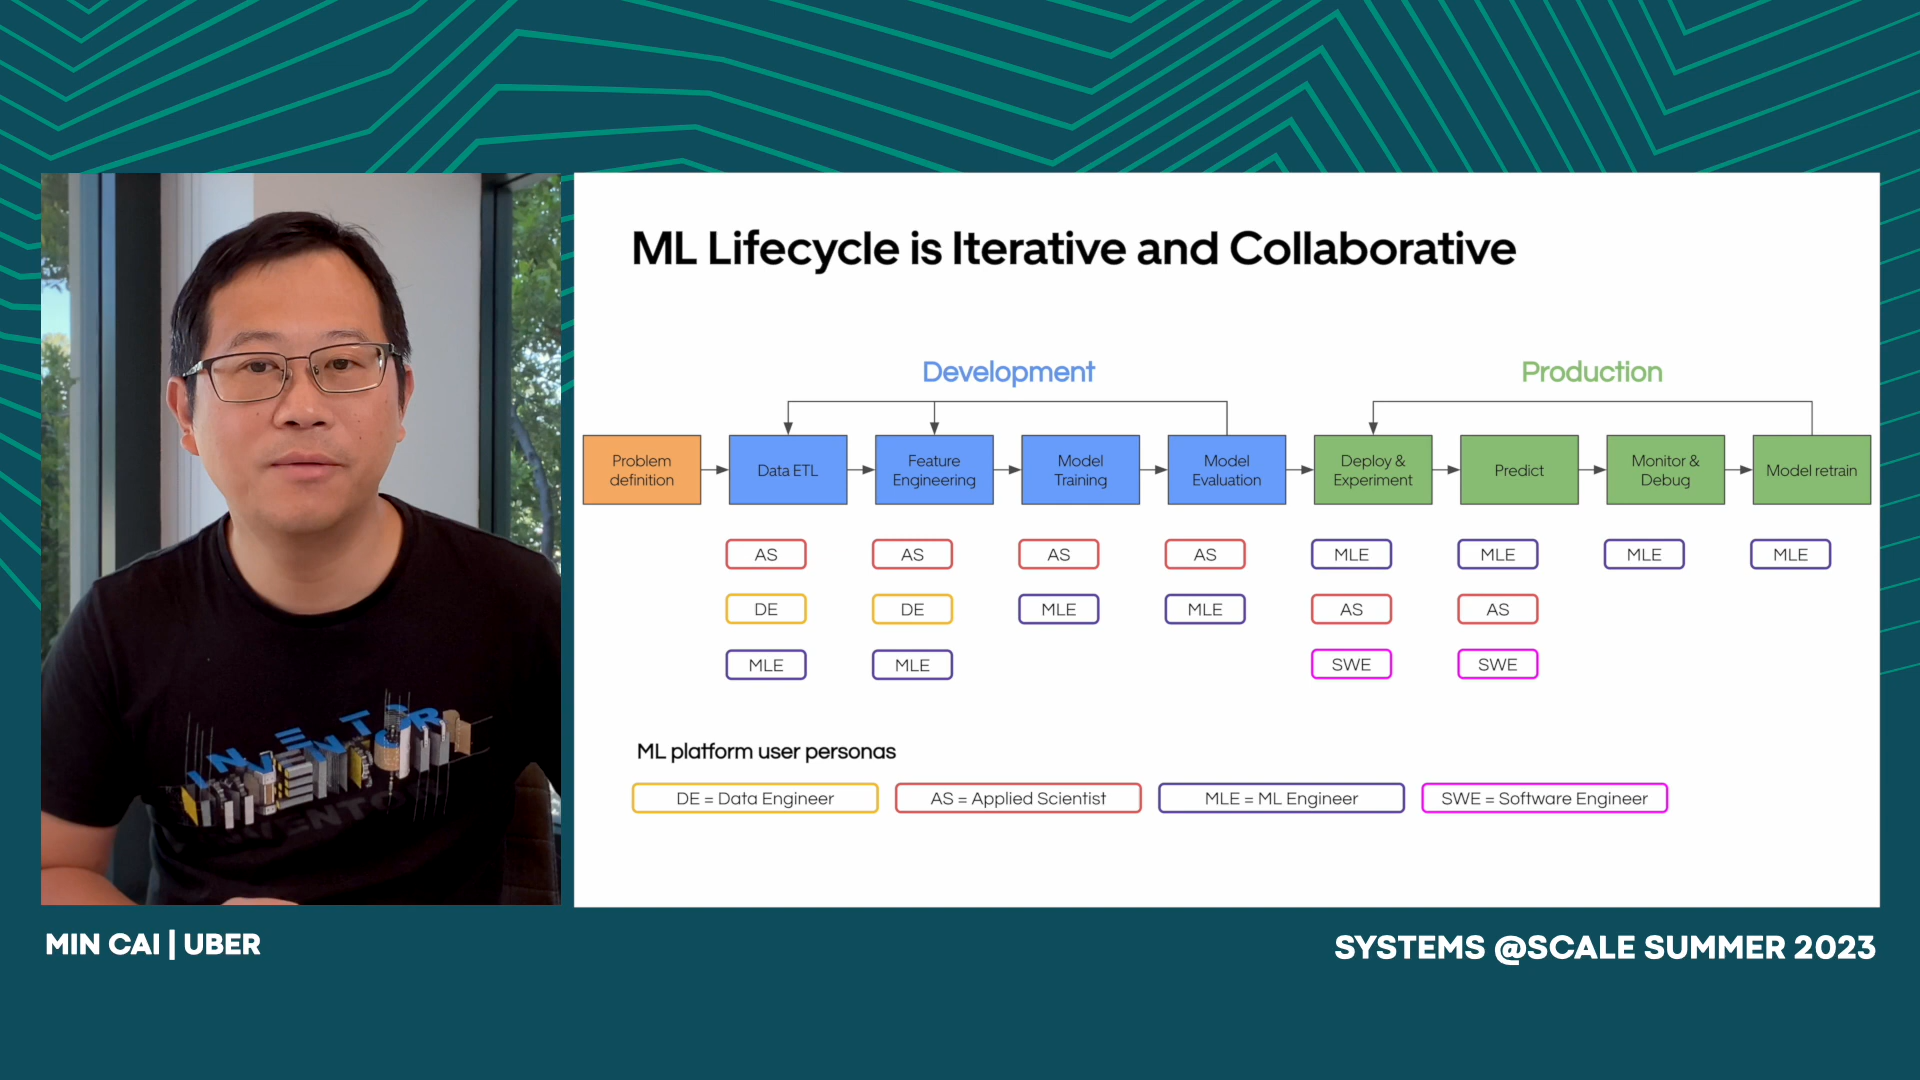 ML Lifecycle is Iterative and Collaborative
Development
Production
Problem
definition
Data ETL
Feature
Engineering
Model
Training
Model
Evaluation
Deploy &
Experiment
Predict
Monitor &
Debug
Model retrain
AS
AS
AS
AS
MLE
MLE
MLE
MLE
DE
DE
MLE
MLE
AS
AS
MLE
MLE
SWE
SWE
ML platform user personas
DE = Data Engineer
AS = Applied Scientist
MLE = ML Engineer
SWE = Software Engineer
INVENTOR
INVENTOR
MIN CAI | UBER
SYSTEMS @SCALE SUMMER 2023